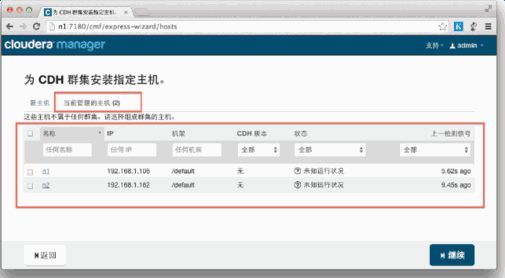 为 CDH 群集安装指定主机。
n1:7180/cmf/express-wizard/hosts
cloudera manager 支持 admin
为 CDH 群集安装指定主机。
新主机 当前管理的主机 (2)
这些主机不属于任何群集。请选择组成群集的主机。
名称 IP 机架 CDH 版本 状态 上一检测信号
任何名称 任何 IP 任何机架 全部 全部 全部
n1 192.168.1.106 /default 无 未知运行状况 5.62s ago
n2 192.168.1.162 /default 无 未知运行状况 9.45s ago
返回 继续